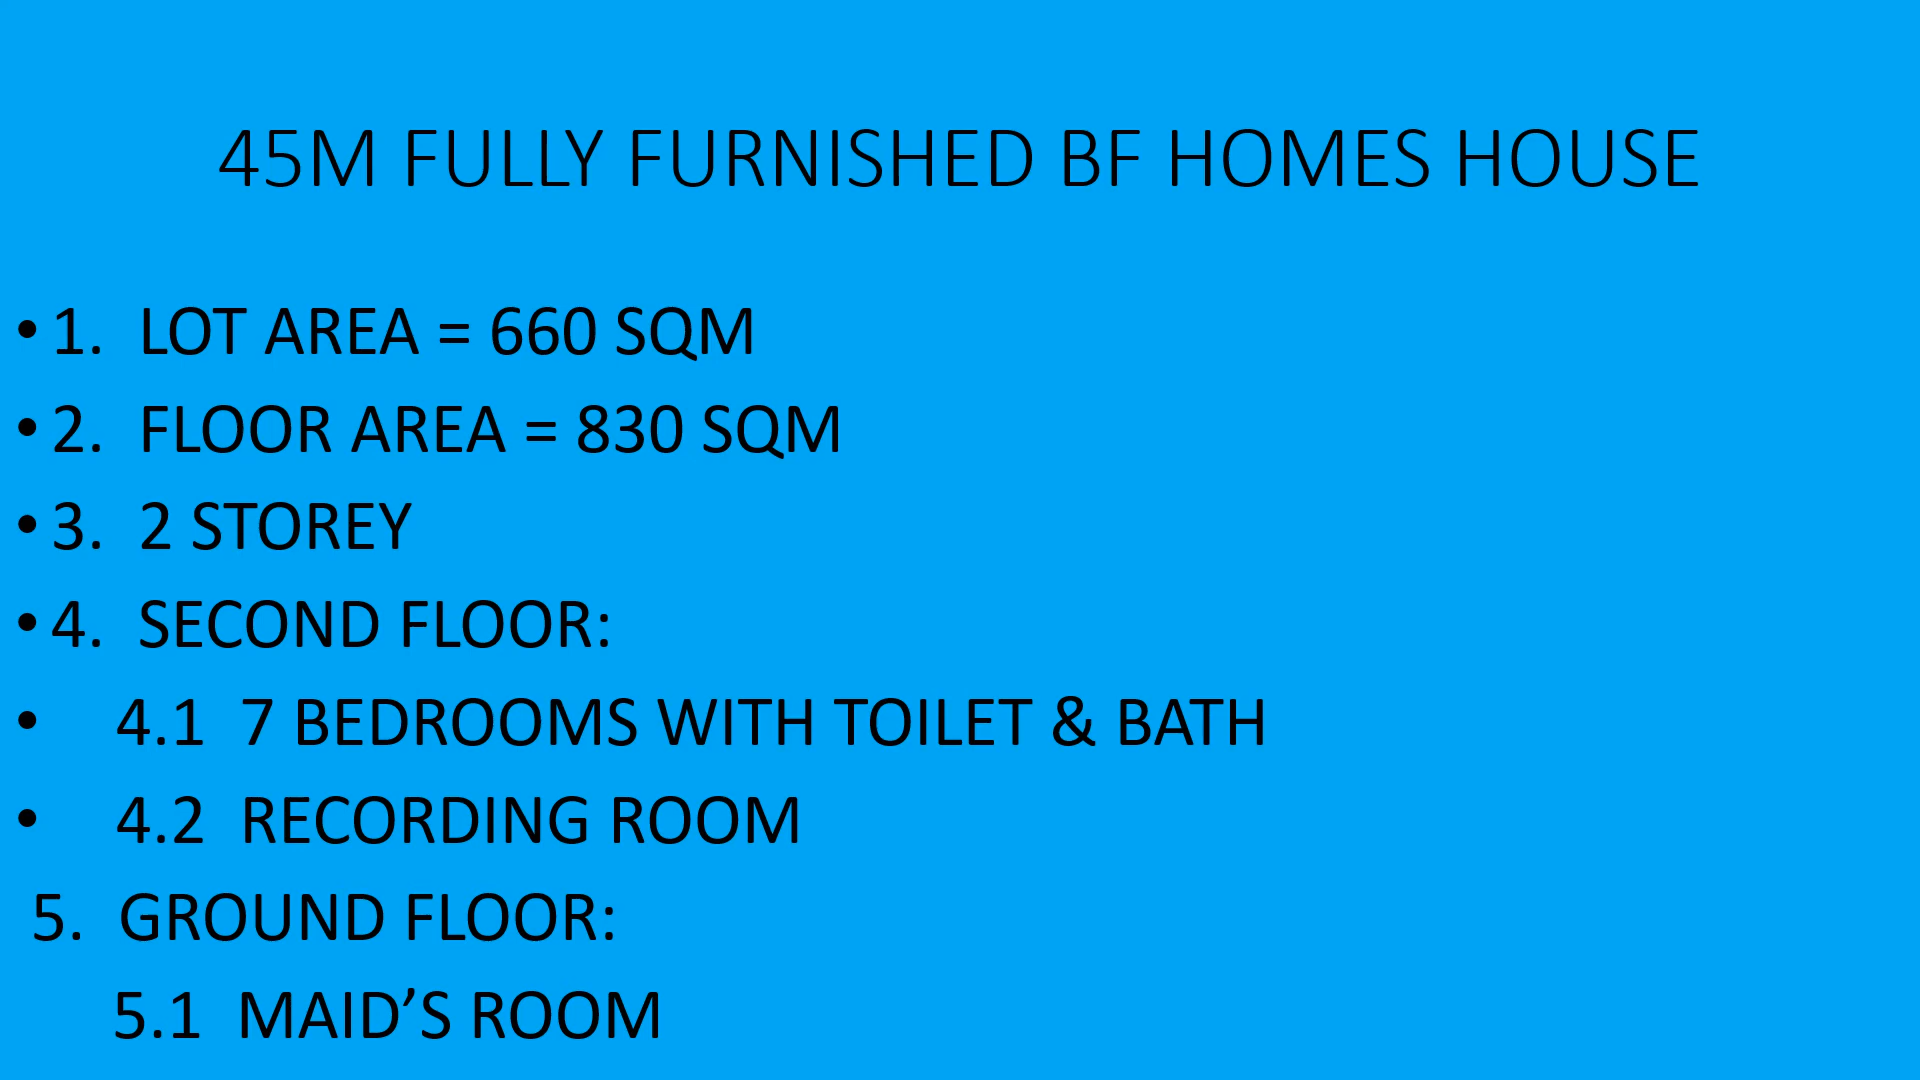 45M FULLY FURNISHED BF HOMES HOUSE
• 1.  LOT AREA = 660 SQM
• 2.  FLOOR AREA = 830 SQM
• 3.  2 STOREY
• 4.  SECOND FLOOR:
•    4.1  7 BEDROOMS WITH TOILET & BATH
•    4.2  RECORDING ROOM
5.  GROUND FLOOR:
5.1  MAID’S ROOM